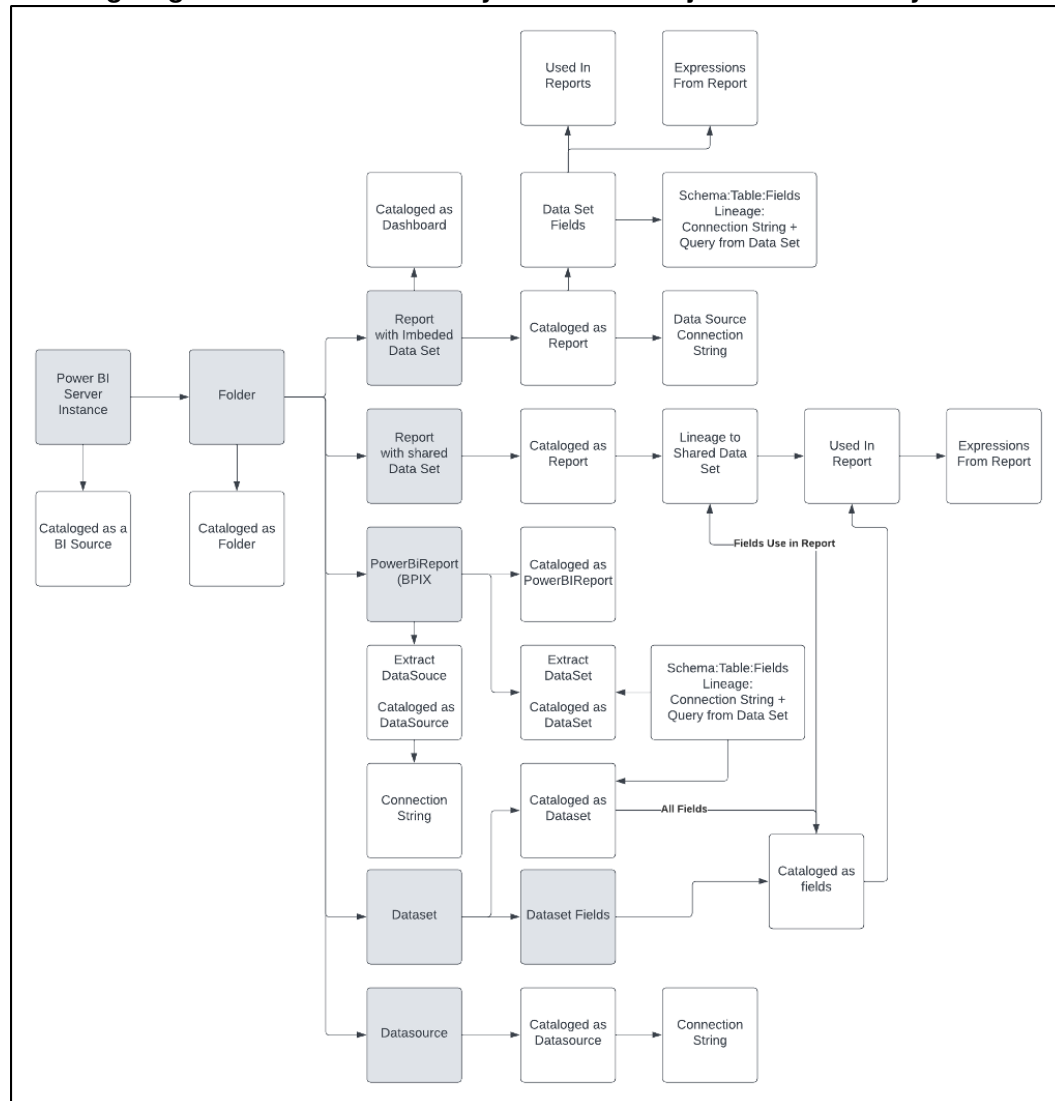 Used In
Reports
Expressions
From Report
Cataloged as
Dashboard
Data Set
Fields
Schema:Table:Fields
Lineage:
Connection String +
Query from Data Set
Report
with Imbeded
Data Set
Cataloged as
Report
Data Source
Connection
String
Power BI
Server
Instance
Folder
Report
with shared
Data Set
Cataloged as
Report
Lineage to
Shared Data
Set
Used In
Report
Expressions
From Report
Cataloged as a
BI Source
Cataloged as
Folder
Fields Use in Report
PowerBiReport
(BPIX
Cataloged as
PowerBIReport
Extract
DataSouce
Cataloged as
DataSource
Extract
DataSet
Cataloged as
DataSet
Schema:Table:Fields
Lineage:
Connection String +
Query from Data Set
Connection
String
Cataloged as
Dataset
All Fields
Cataloged as
fields
Dataset
Dataset Fields
Datasource
Cataloged as
Datasource
Connection
String